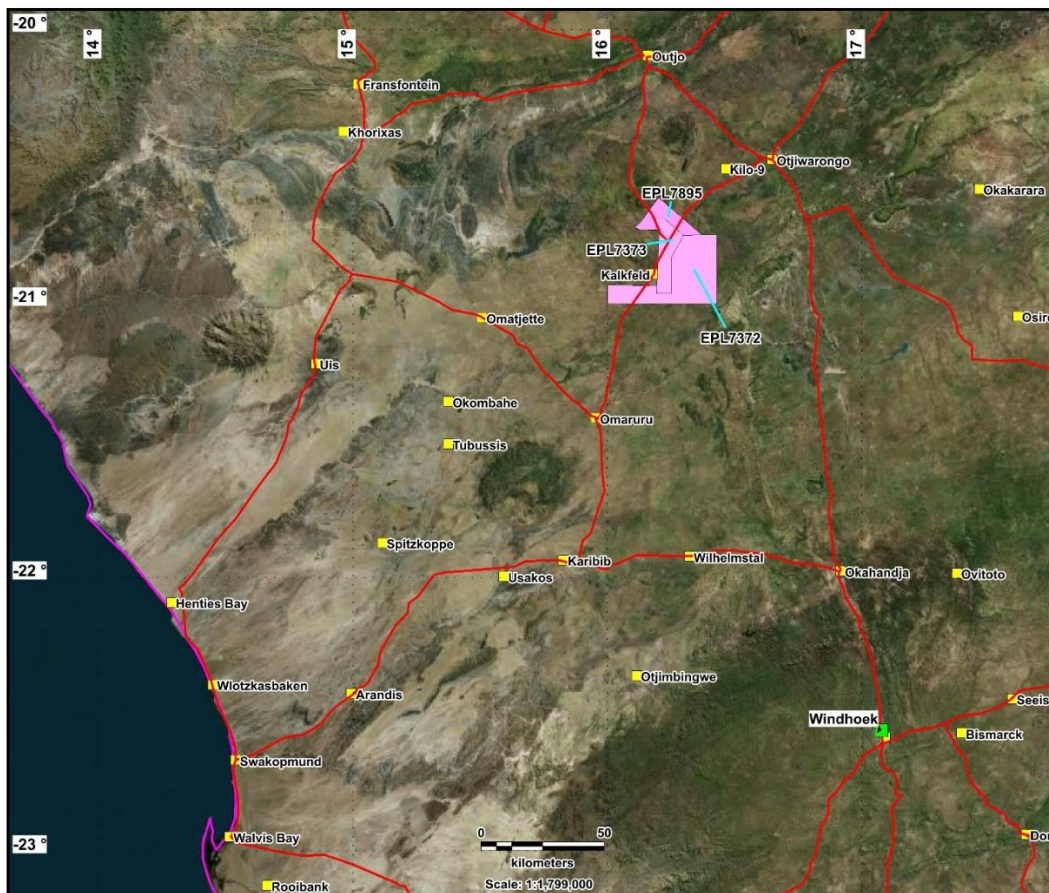 -20 °
14 °
15 °
16 °
17 °
Outjo
Fransfontein
Khorixas
Otjiwarongo
Kilo-9
Okakarara
EPL7895
EPL7373
Kalkfeld
-21 °
Omatjette
Osire
EPL7372
Uis
Okombahe
Omaruru
Tubussis
Spitzkoppe
Karibib
Wilhelmstal
-22 °
Usakos
Okahandja
Ovitoto
Henties Bay
Otjimbingwe
Wlotzkasbaken
Arandis
Seeis
Windhoek
Bismarck
Swakopmund
-23 °
Walvis Bay
0
50
kilometers
Scale: 1:1,799,000
Dor
Rooibank